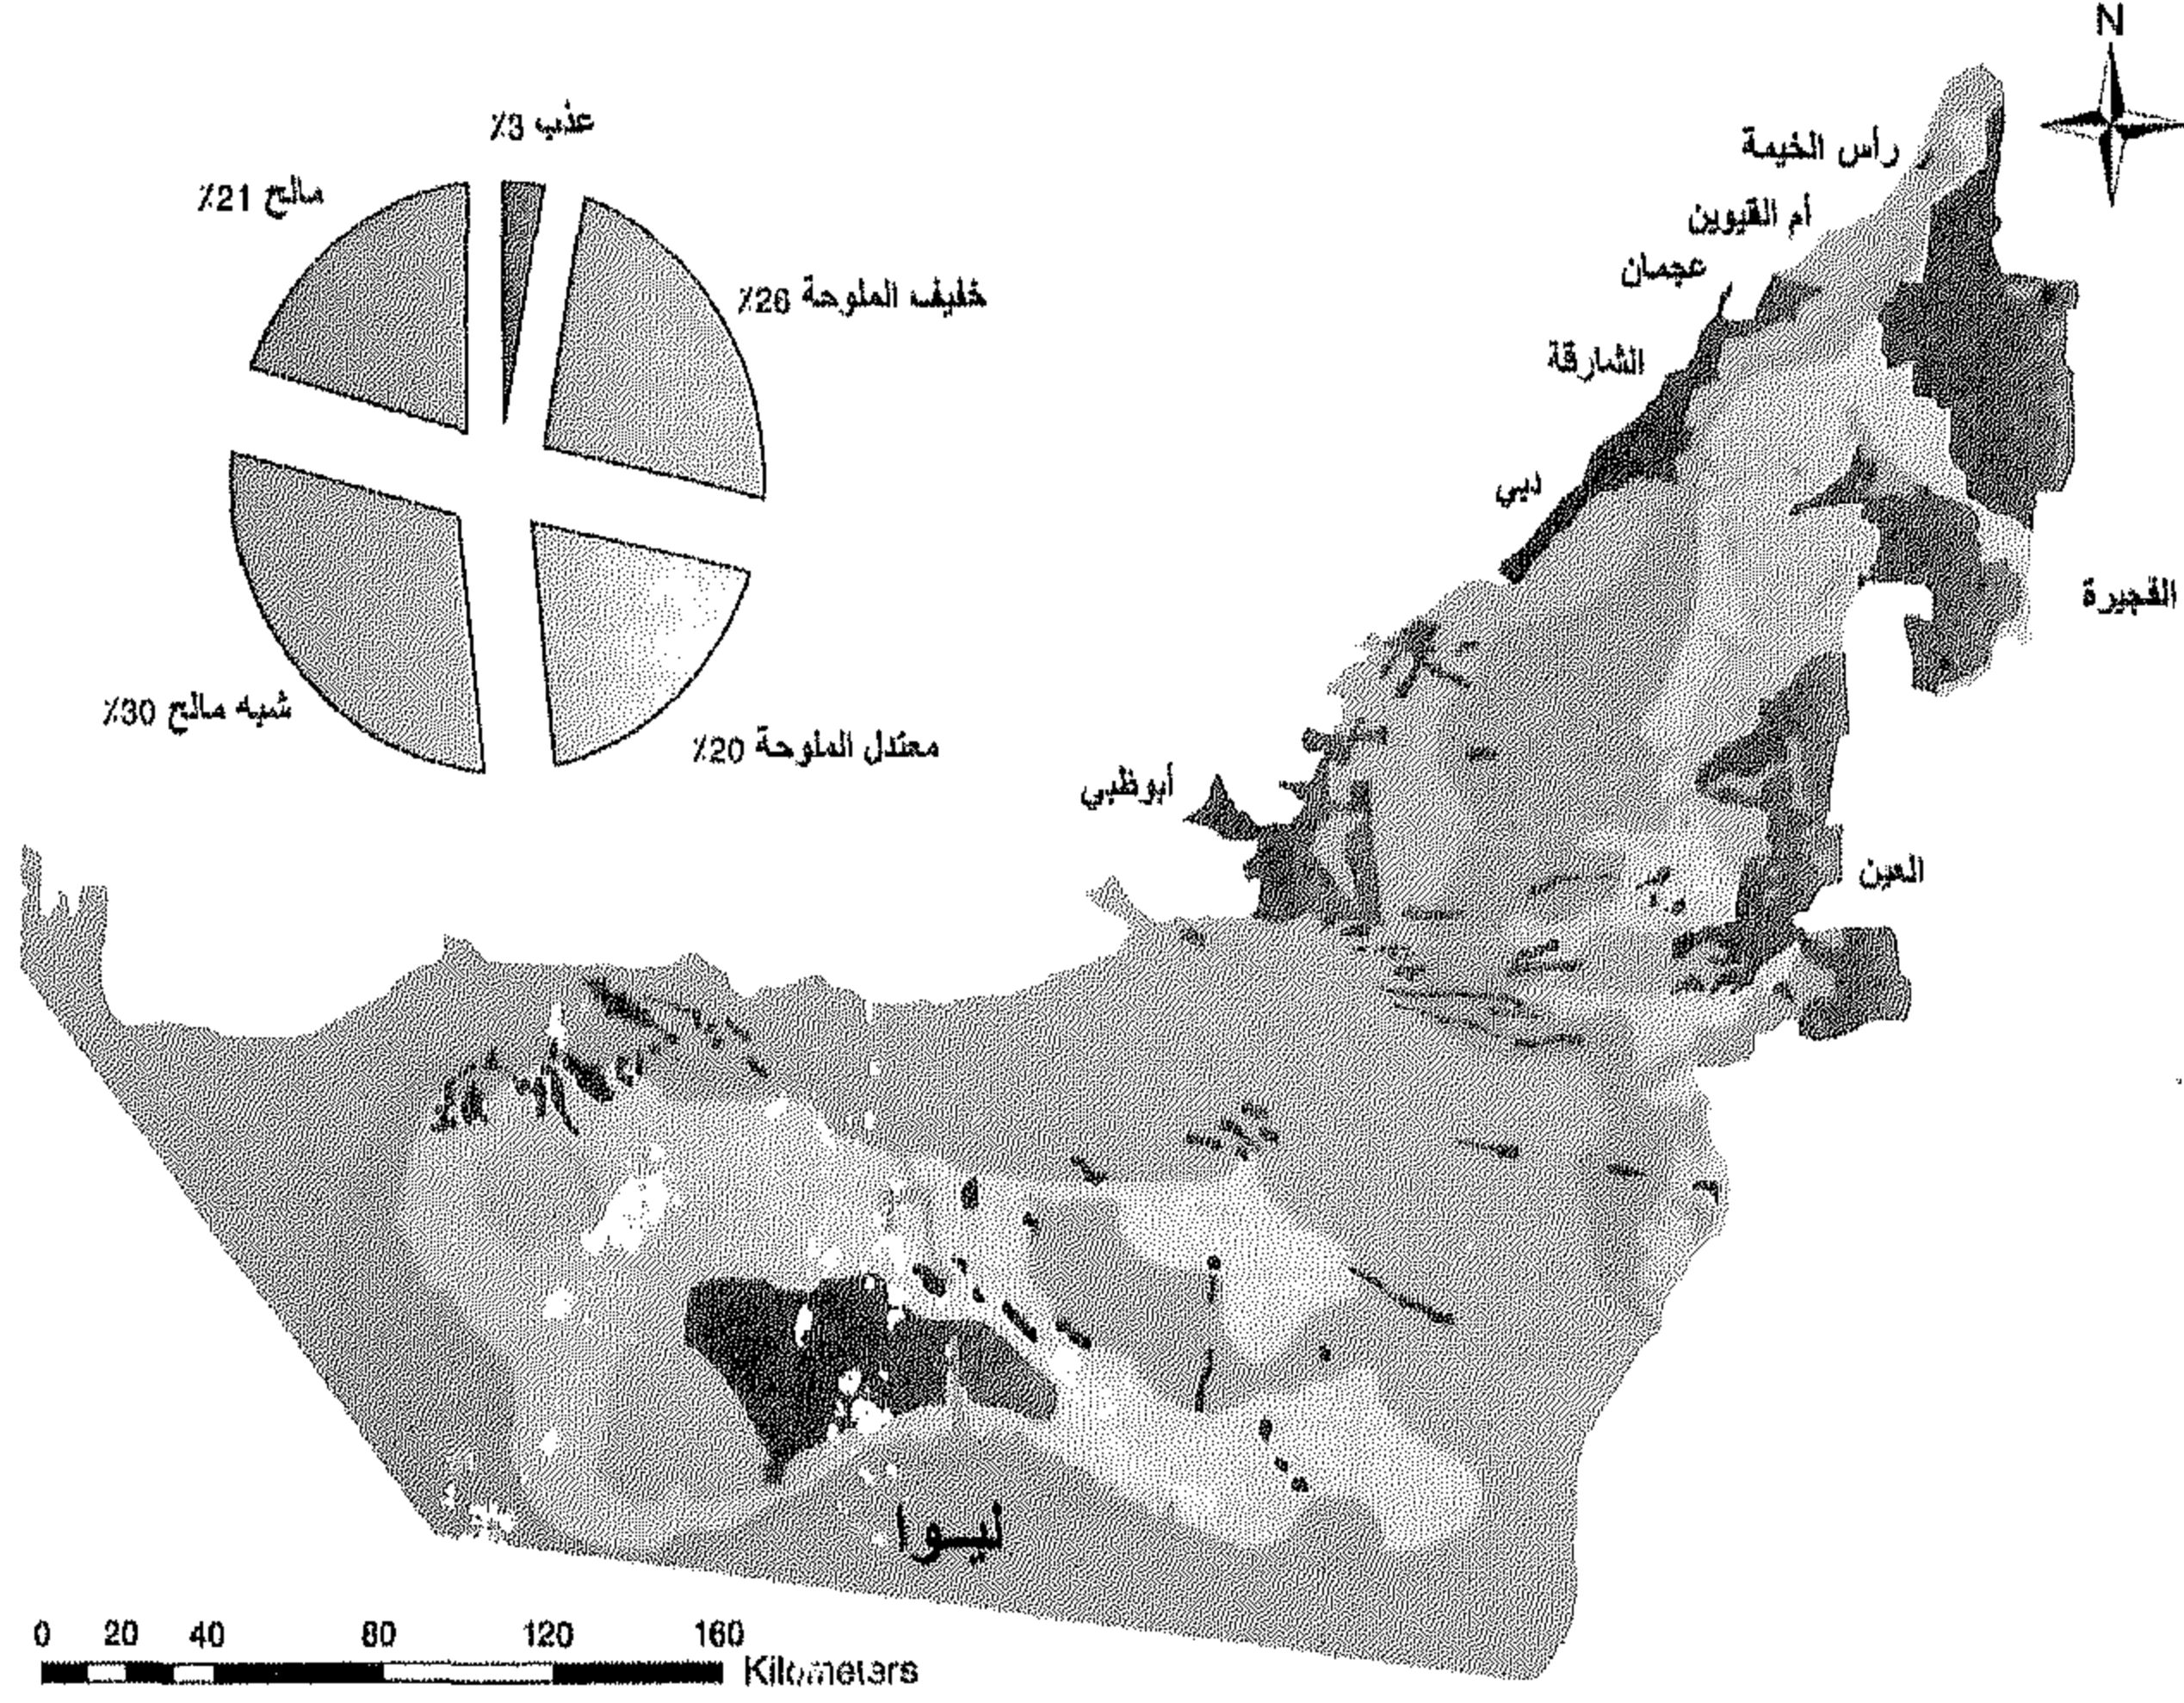 N
عذب 3٪
مالح 21٪
خفيف الملوحة 26٪
شبه مالح 30٪
معتدل الملوحة 20٪
رأس الخيمة
أم القيوين
عجمان
الشارقة
دبي
الفجيرة
أبوظبي
العين
ليوا
0 20 40 80 120 160
Kilometers